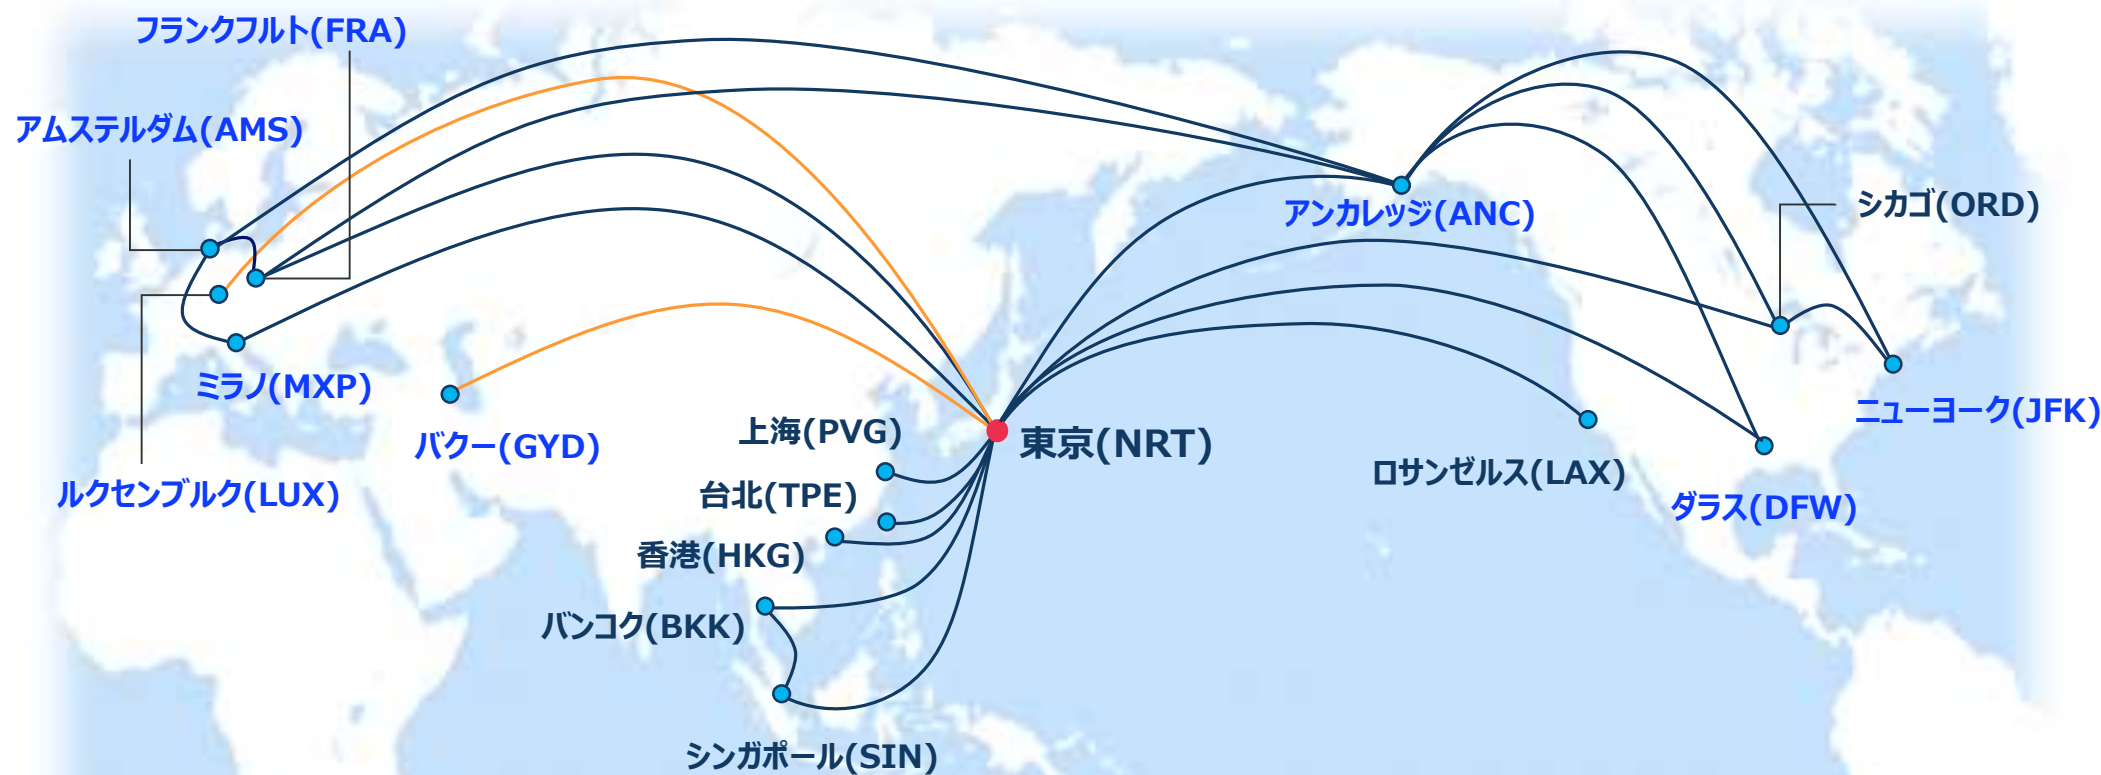 フランクフルト(FRA)
アムステルダム(AMS)
アンカレッジ(ANC)
シカゴ(ORD)
ミラノ(MXP)
ニューヨーク(JFK)
バクー(GYD)
上海(PVG)
東京(NRT)
ロサンゼルス(LAX)
ルクセンブルク(LUX)
台北(TPE)
ダラス(DFW)
香港(HKG)
バンコク(BKK)
シンガポール(SIN)